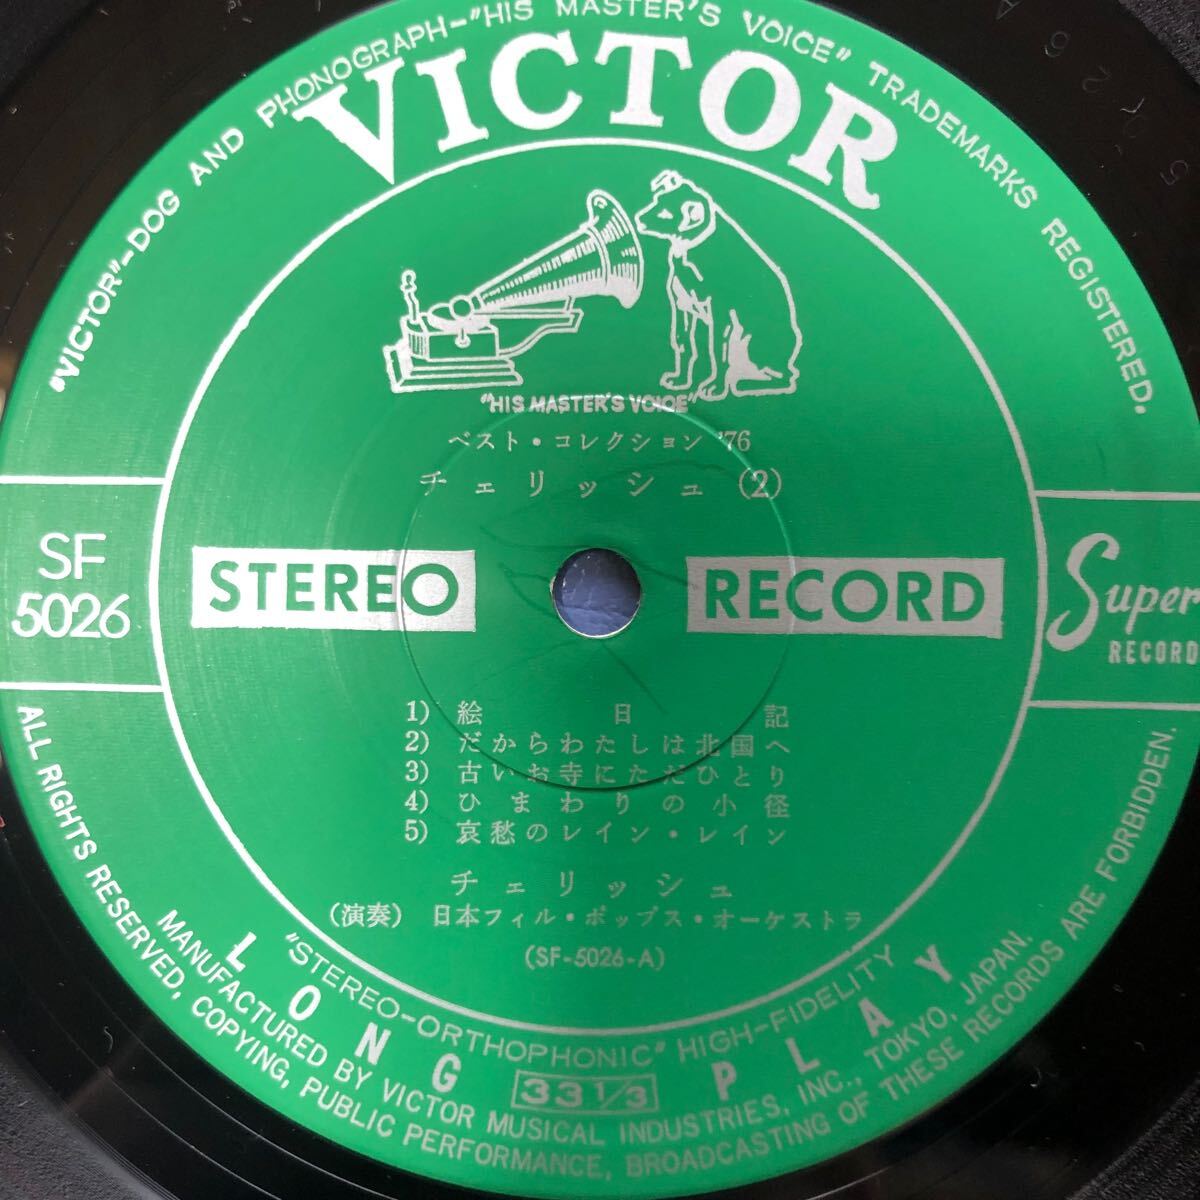 "VICTOR"-DOG AND PHONOGRAPH-"HIS MASTER'S VOICE" TRADEMARKS REGISTERED.
VICTOR
"HIS MASTER'S VOICE"
ベスト・コレクション '76
チェリッシュ (2)
SF
5026
STEREO RECORD
Super
RECORD
1) 絵日記
2) だからわたしは北国へ
3) 古いお寺にただひとり
4) ひまわりの小径
5) 哀愁のレイン・レイン
チェリッシュ
(演奏) 日本フィル・ポップス・オーケストラ
(SF-5026-A)
"STEREO-ORTHOPHONIC" HIGH-FIDELITY
LONG PLAY
33 1/3
MANUFACTURED BY VICTOR MUSICAL INDUSTRIES, INC., TOKYO, JAPAN.
ALL RIGHTS RESERVED, COPYING, PUBLIC PERFORMANCE, BROADCASTING OF THESE RECORDS ARE FORBIDDEN.